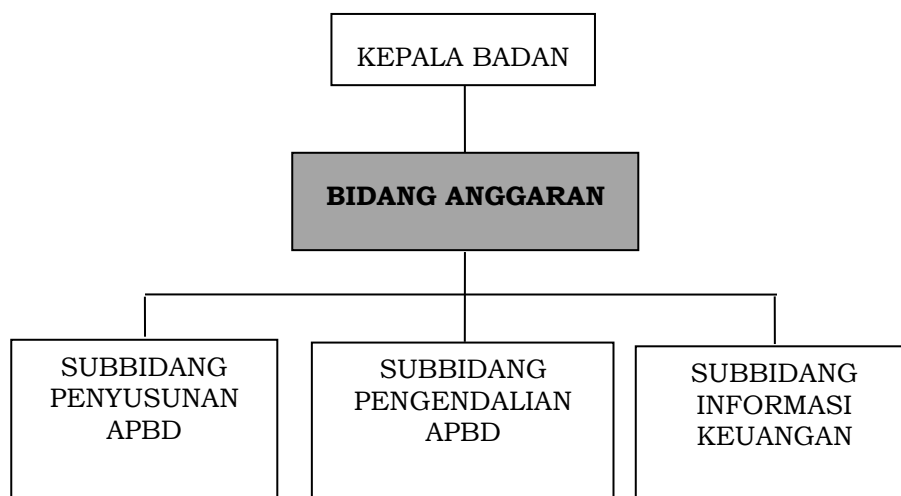 KEPALA BADAN
BIDANG ANGGARAN
SUBBIDANG
PENYUSUNAN
APBD
SUBBIDANG
PENGENDALIAN
APBD
SUBBIDANG
INFORMASI
KEUANGAN